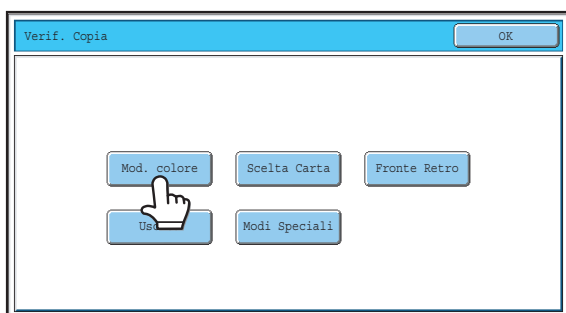 Verif. Copia
OK
Mod. colore
Scelta Carta
Fronte Retro
Modi Speciali